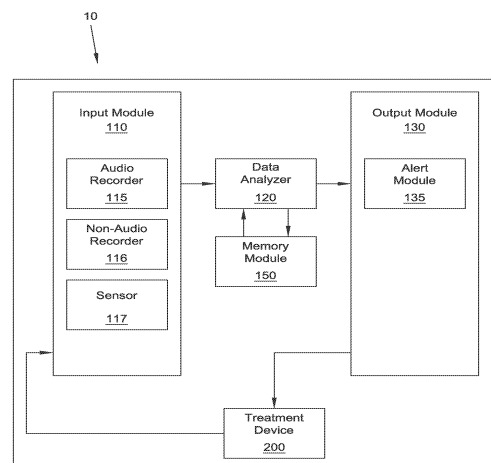 10
Input Module
110
Audio
Recorder
115
Non-Audio
Recorder
116
Sensor
117
Data
Analyzer
120
Memory
Module
150
Output Module
130
Alert
Module
135
Treatment
Device
200